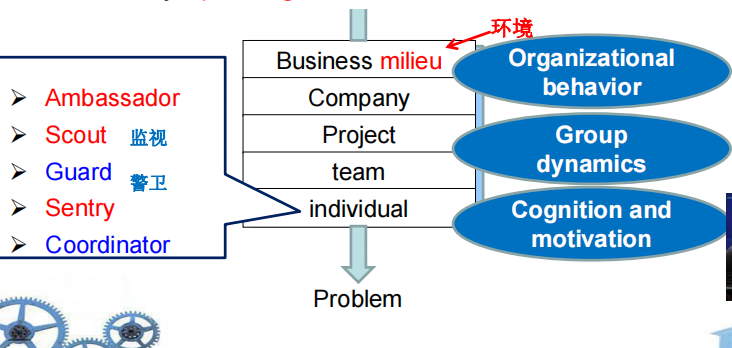 环境
Business milieu
Company
Project
team
individual
Problem
Organizational
behavior
Group
dynamics
Cognition and
motivation
➢ Ambassador
➢ Scout 监视
➢ Guard 警卫
➢ Sentry
➢ Coordinator